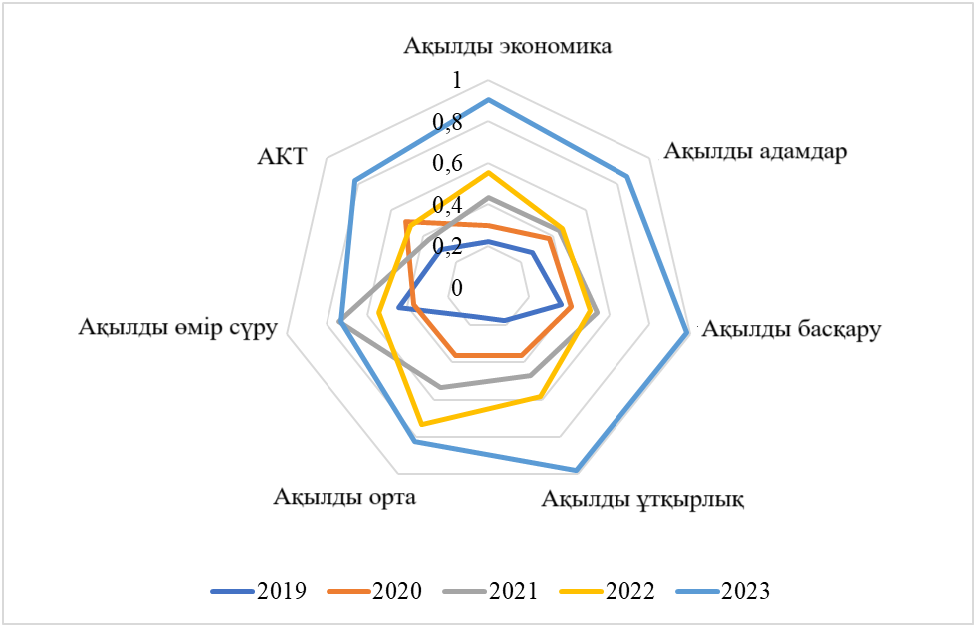 Ақылды экономика
1
0,8
0,6
0,4
0,2
0
АКТ
Ақылды адамдар
Ақылды өмір сүру
Ақылды басқару
Ақылды орта
Ақылды ұтқырлық
2019 2020 2021 2022 2023